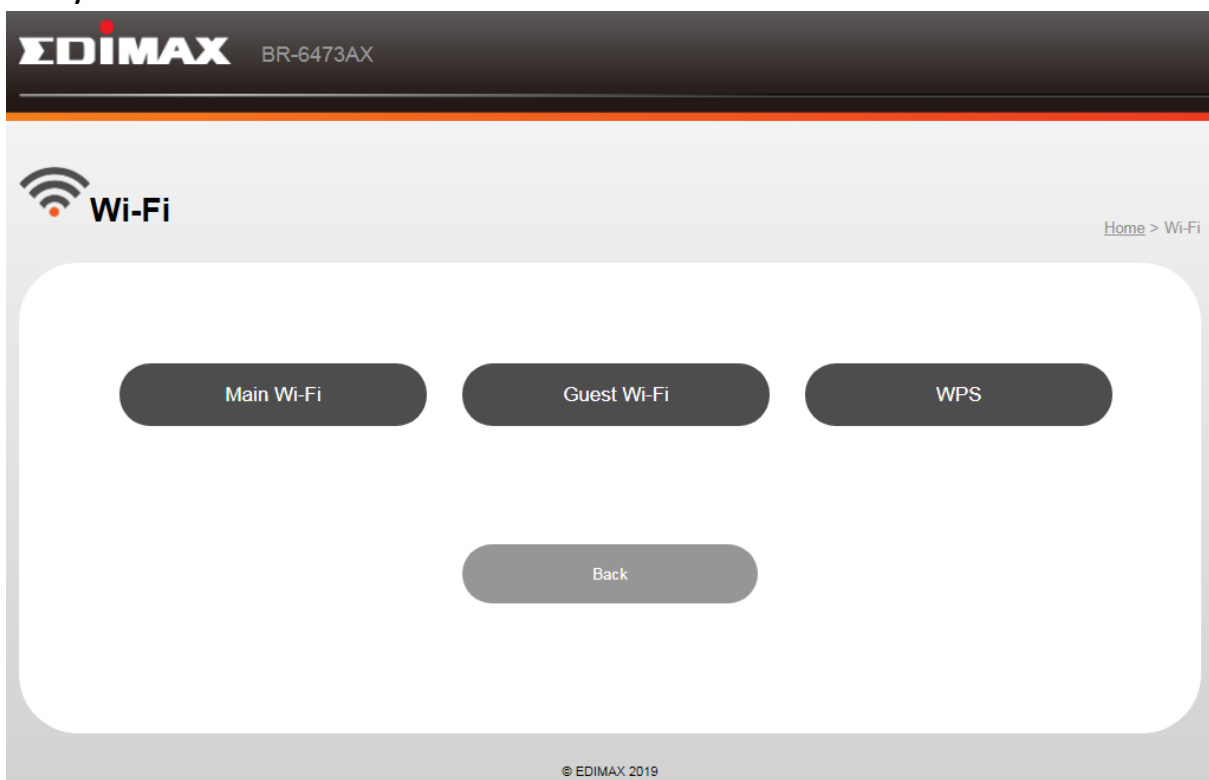 EDIMAX BR-6473AX
Wi-Fi
Home > Wi-Fi
Main Wi-Fi Guest Wi-Fi WPS
Back
© EDIMAX 2019